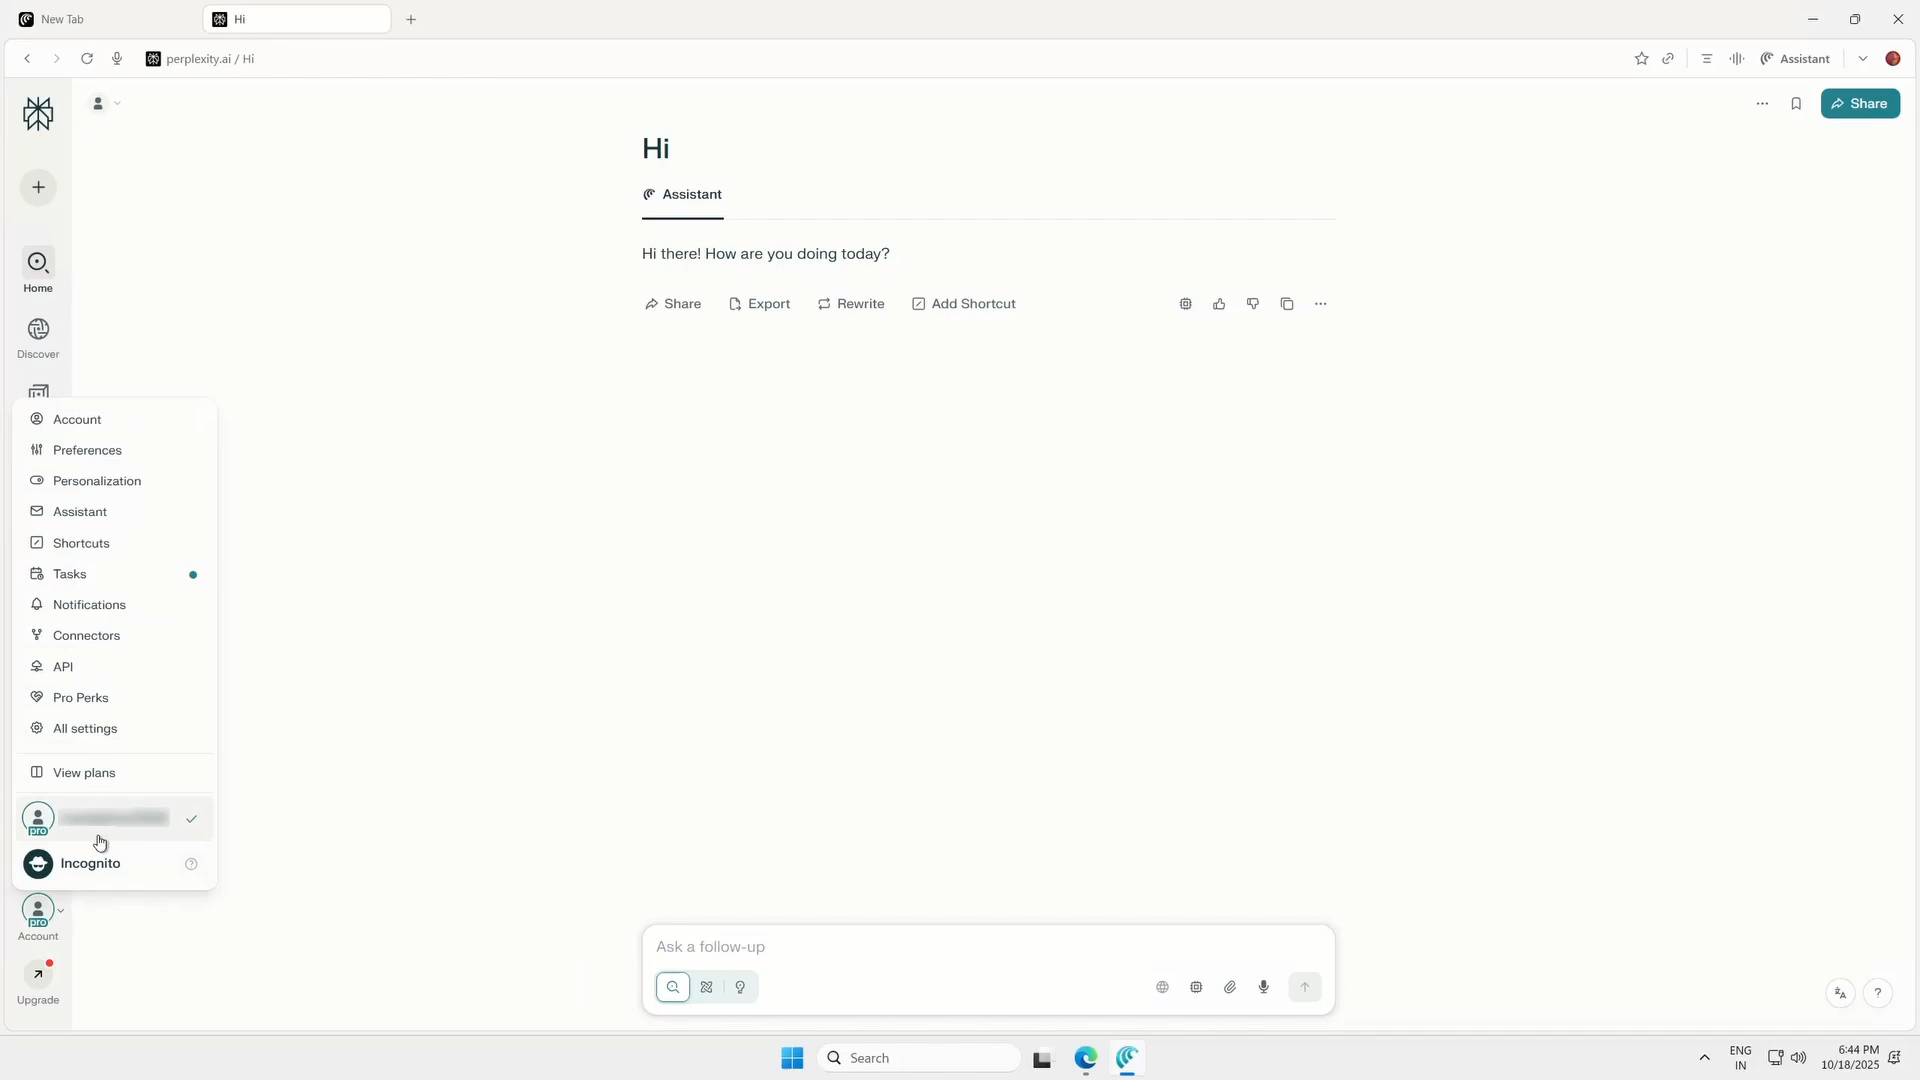 New Tab
Hi
perplexity.ai / Hi
Assistant
Share
Hi
Assistant
Hi there! How are you doing today?
Share
Export
Rewrite
Add Shortcut
Home
Discover
Account
Preferences
Personalization
Assistant
Shortcuts
Tasks
Notifications
Connectors
API
Pro Perks
All settings
View plans
pro
Incognito
pro
Account
Upgrade
Ask a follow-up
Search
ENG
IN
6:44 PM
10/18/2025